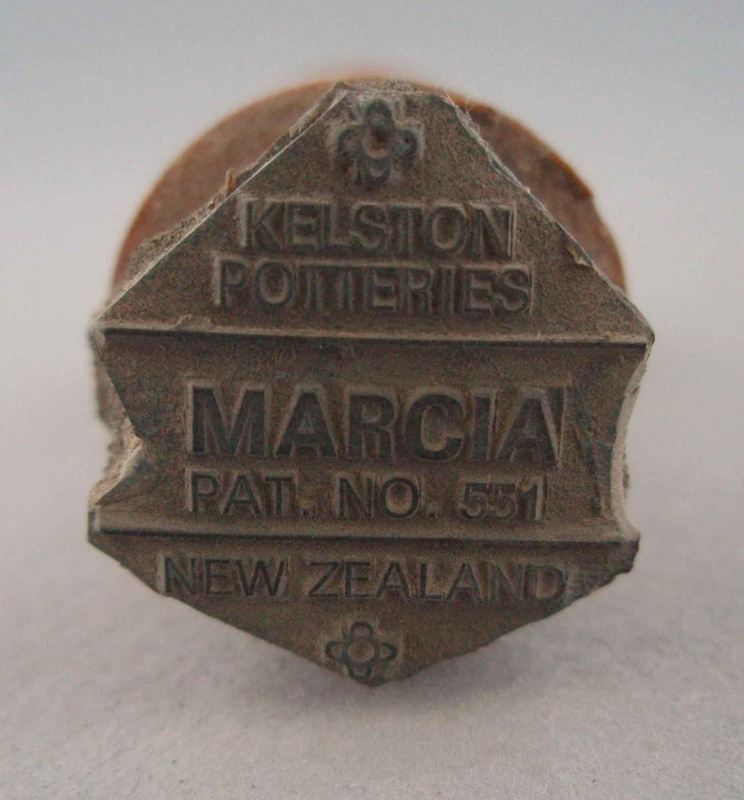 KELSTON
POTTERIES
MARCIA
PAT. NO. 551
NEW ZEALAND